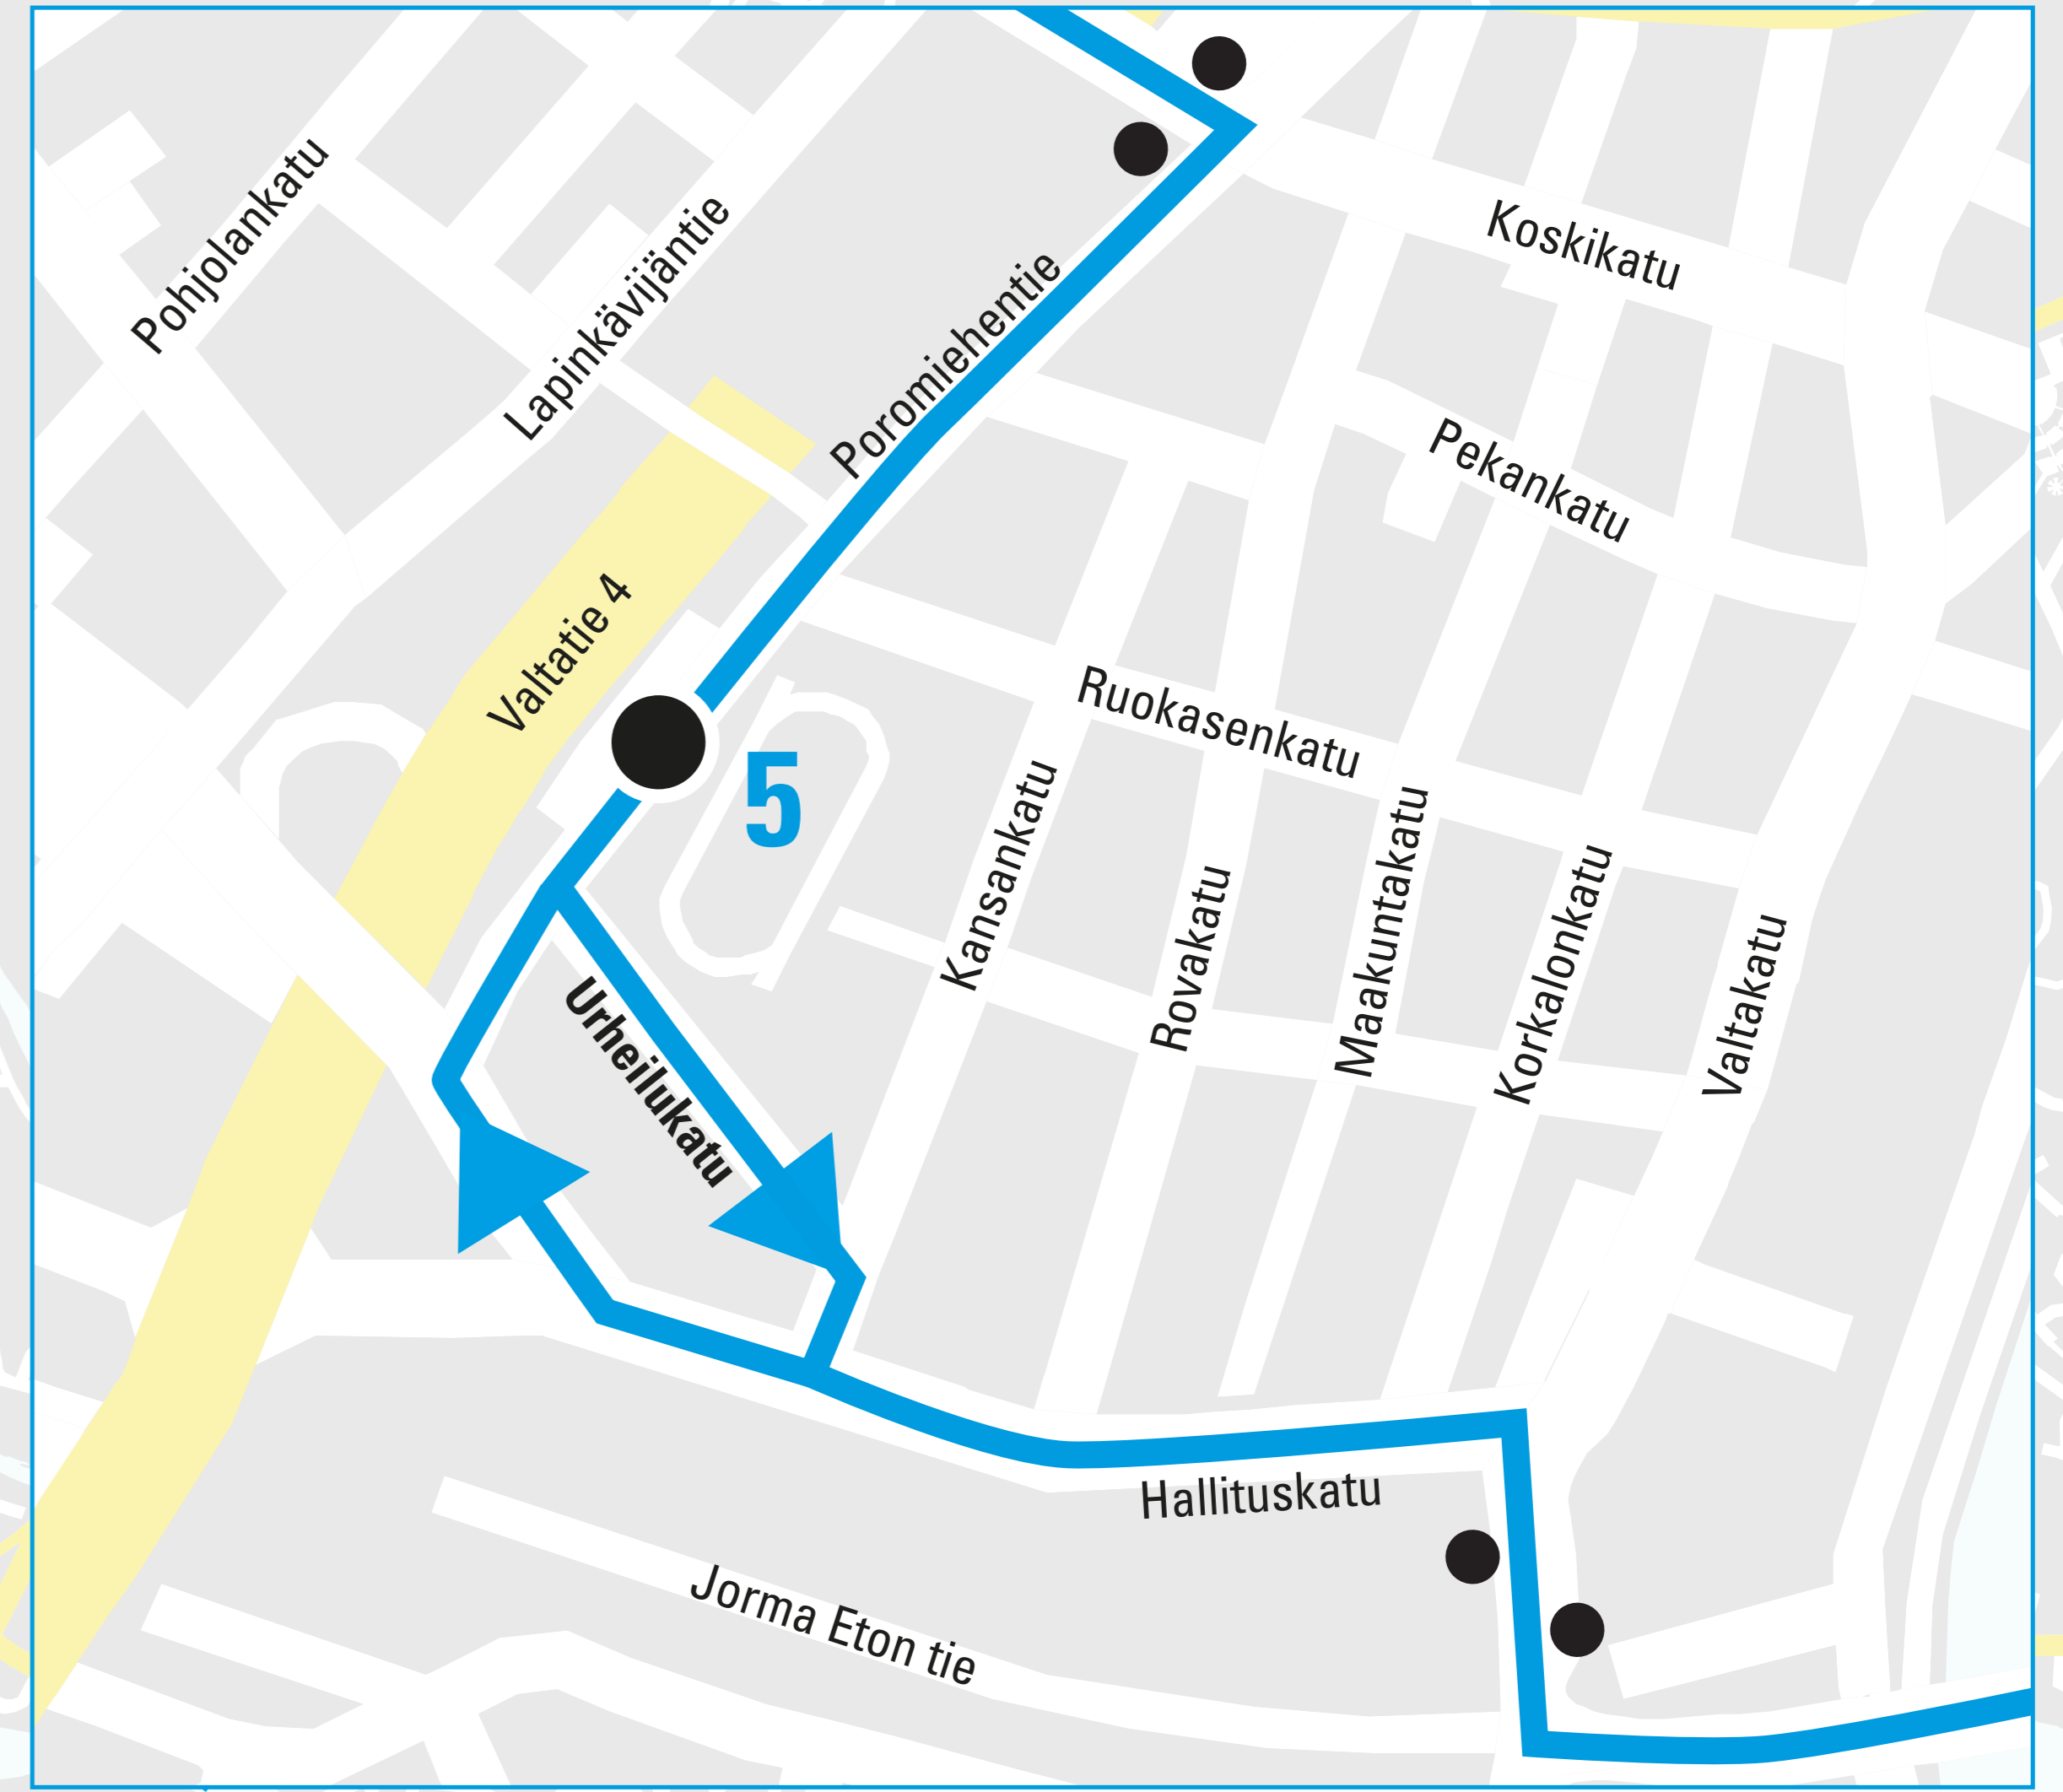 Pohjolankatu
Lapinkävijäntie
Poromiehentie
Koskikatu
Pekankatu
Valtatie 4
5
Ruokasenkatu
Kansankatu
Rovakatu
Maakuntakatu
Korkalonkatu
Valtakatu
Urheilukatu
Hallituskatu
Jorma Eton tie